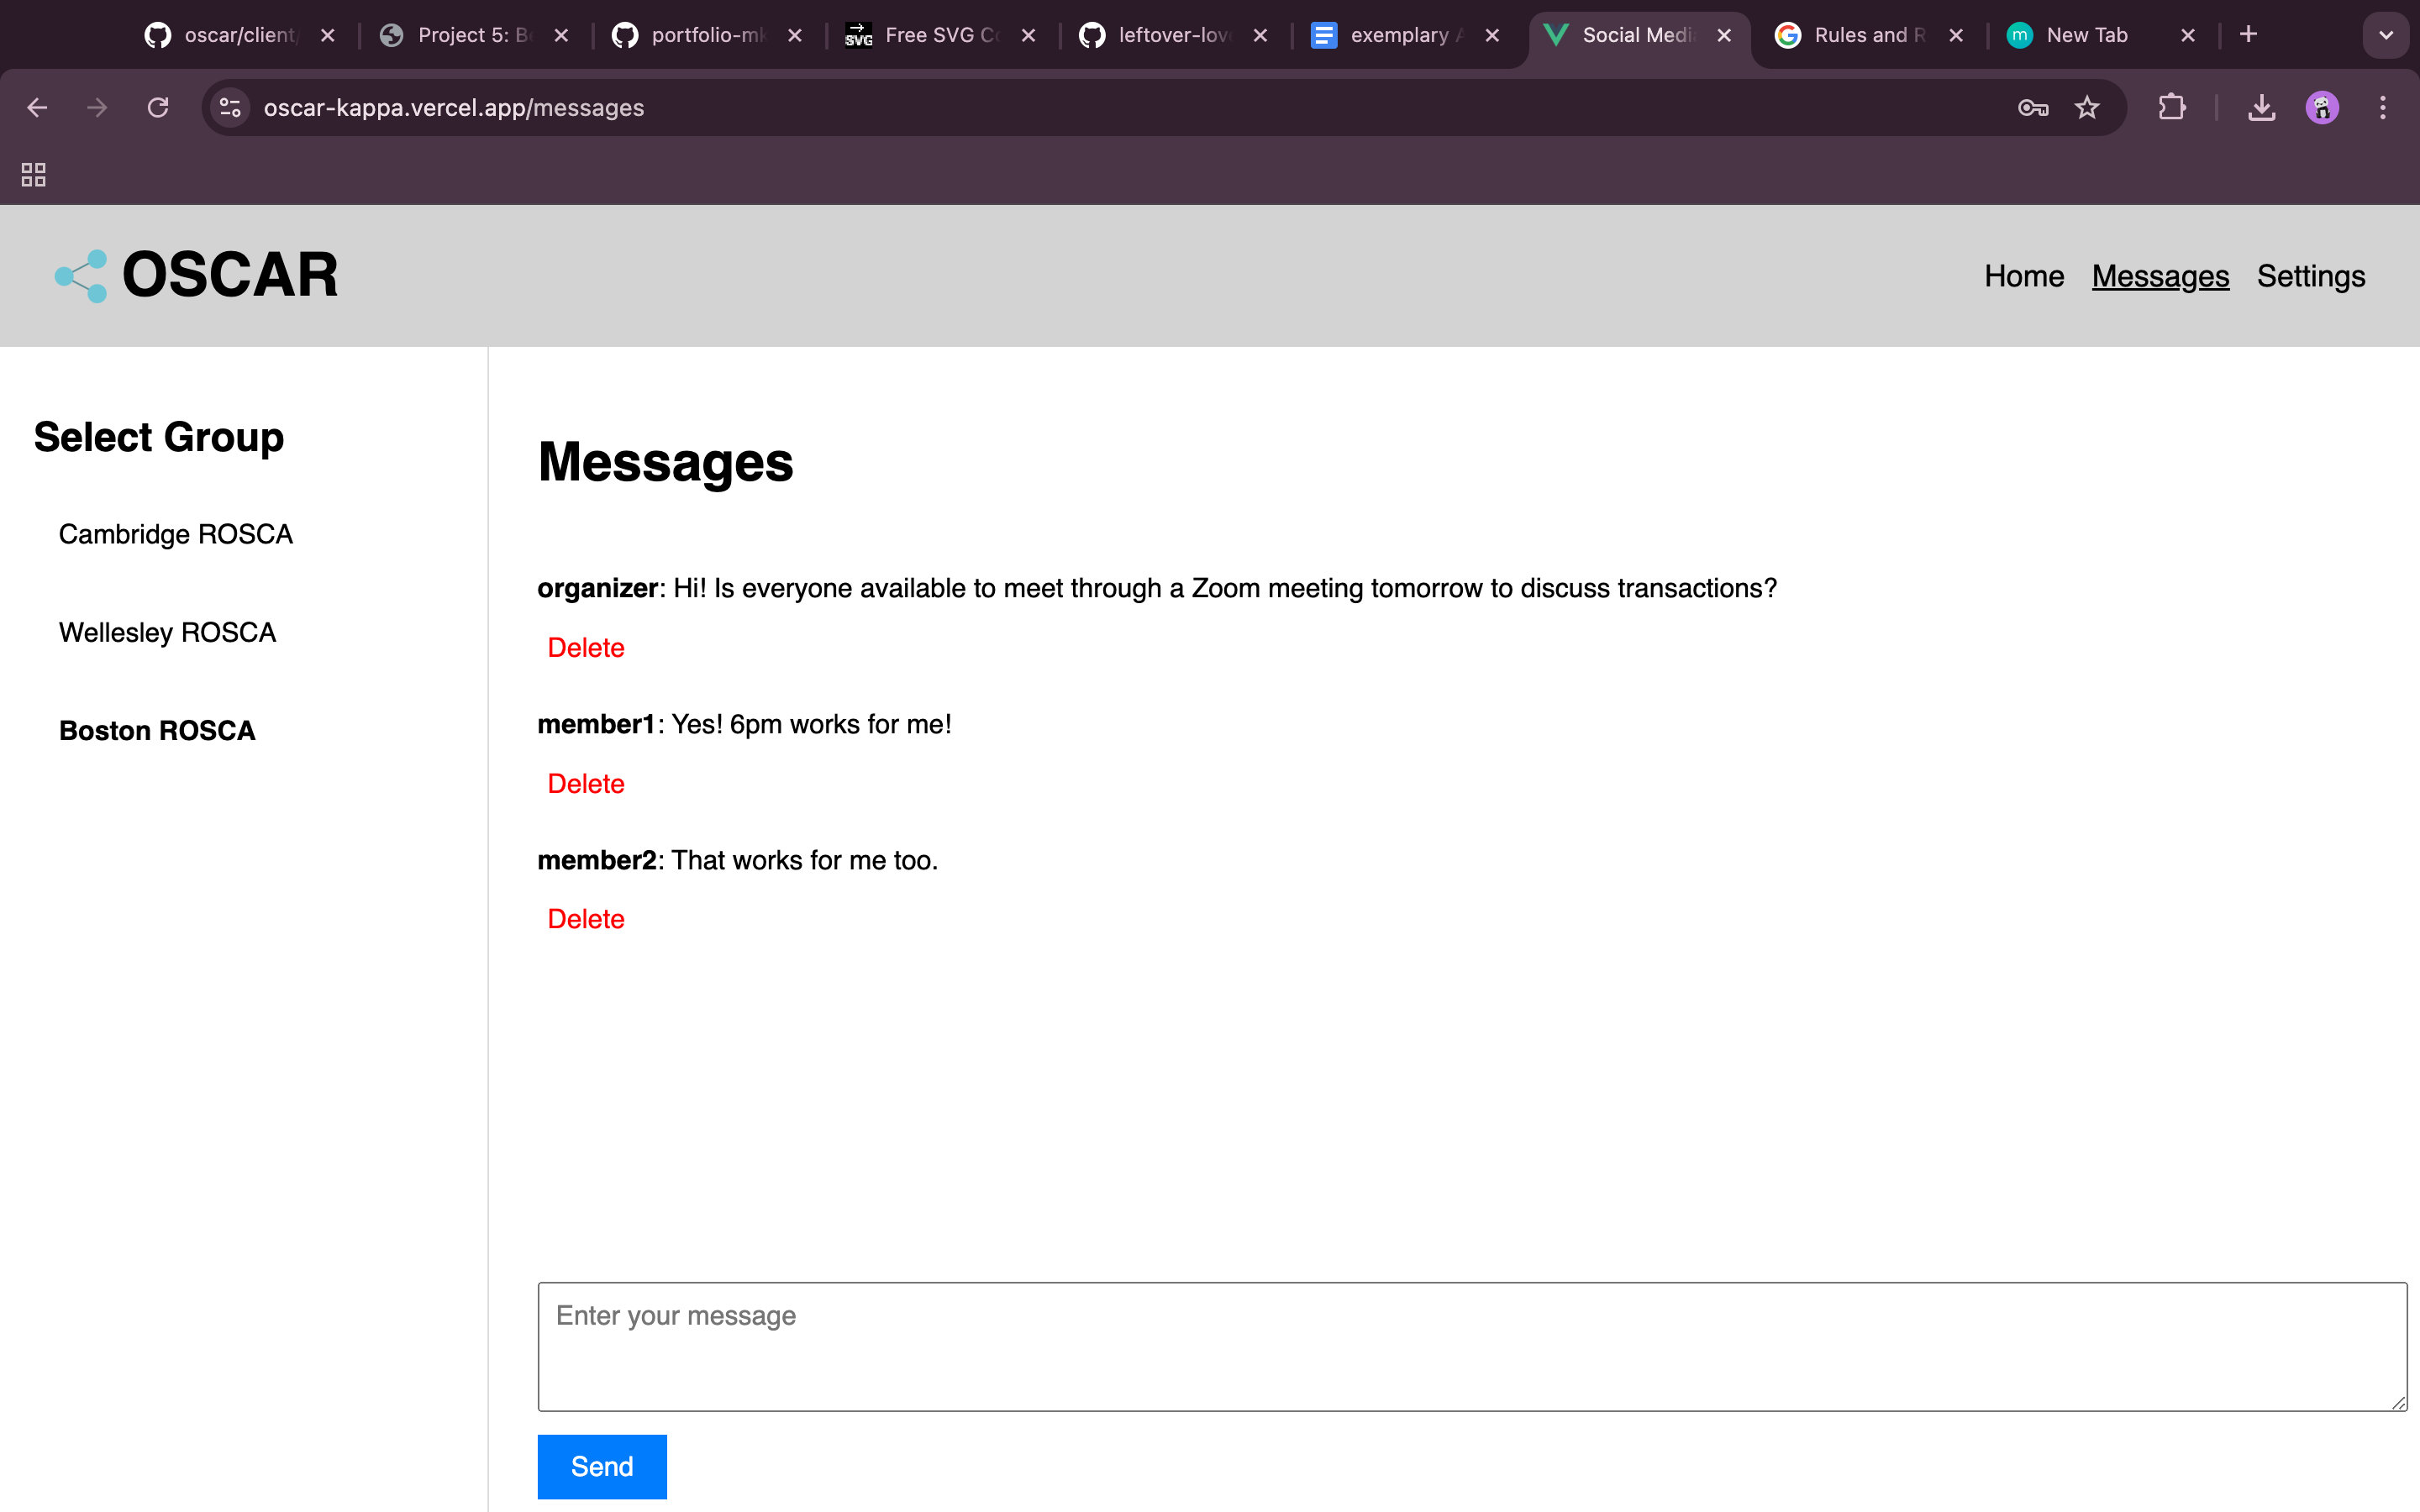 oscar/client/
Project 5: B
portfolio-m
SVG
Free SVG C
leftover-lov
exemplary
Social Medi
Rules and R
m
New Tab
oscar-kappa.vercel.app/messages
OSCAR
Home
Messages
Settings
Select Group
Cambridge ROSCA
Wellesley ROSCA
Boston ROSCA
Messages
organizer: Hi! Is everyone available to meet through a Zoom meeting tomorrow to discuss transactions?
Delete
member1: Yes! 6pm works for me!
Delete
member2: That works for me too.
Delete
Enter your message
Send